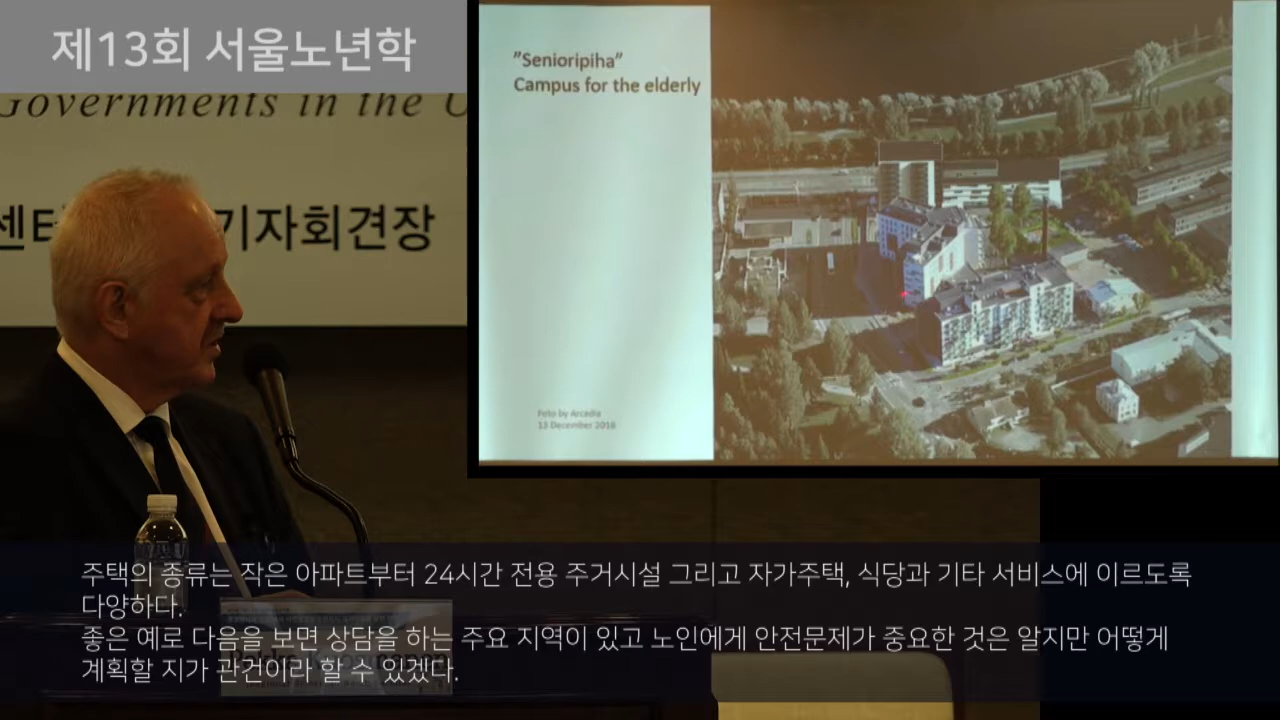 제13회 서울노년학
Governments in the
센터
기자회견장
"Senioripiha"
Campus for the elderly
Foto by Arcadia
13 December 2016
주택의 종류는 작은 아파트부터 24시간 전용 주거시설 그리고 자가주택, 식당과 기타 서비스에 이르도록
다양하다.
좋은 예로 다음을 보면 상담을 하는 주요 지역이 있고 노인에게 안전문제가 중요한 것은 알지만 어떻게
계획할 지가 관건이라 할 수 있겠다.